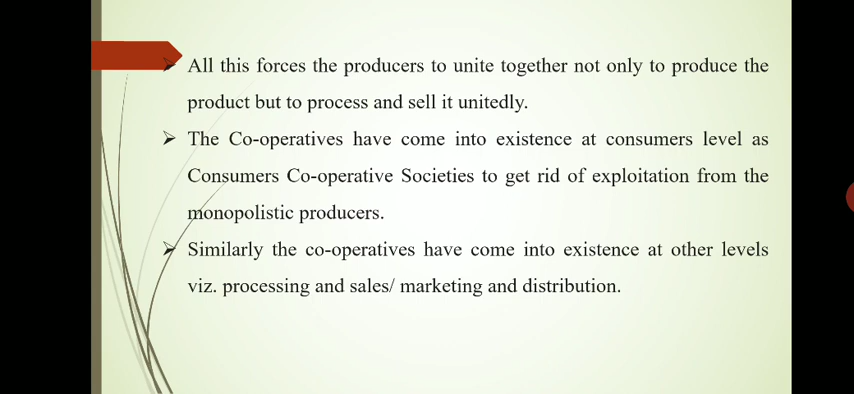 ➢ All this forces the producers to unite together not only to produce the
product but to process and sell it unitedly.
➢ The Co-operatives have come into existence at consumers level as
Consumers Co-operative Societies to get rid of exploitation from the
monopolistic producers.
➢ Similarly the co-operatives have come into existence at other levels
viz. processing and sales/ marketing and distribution.